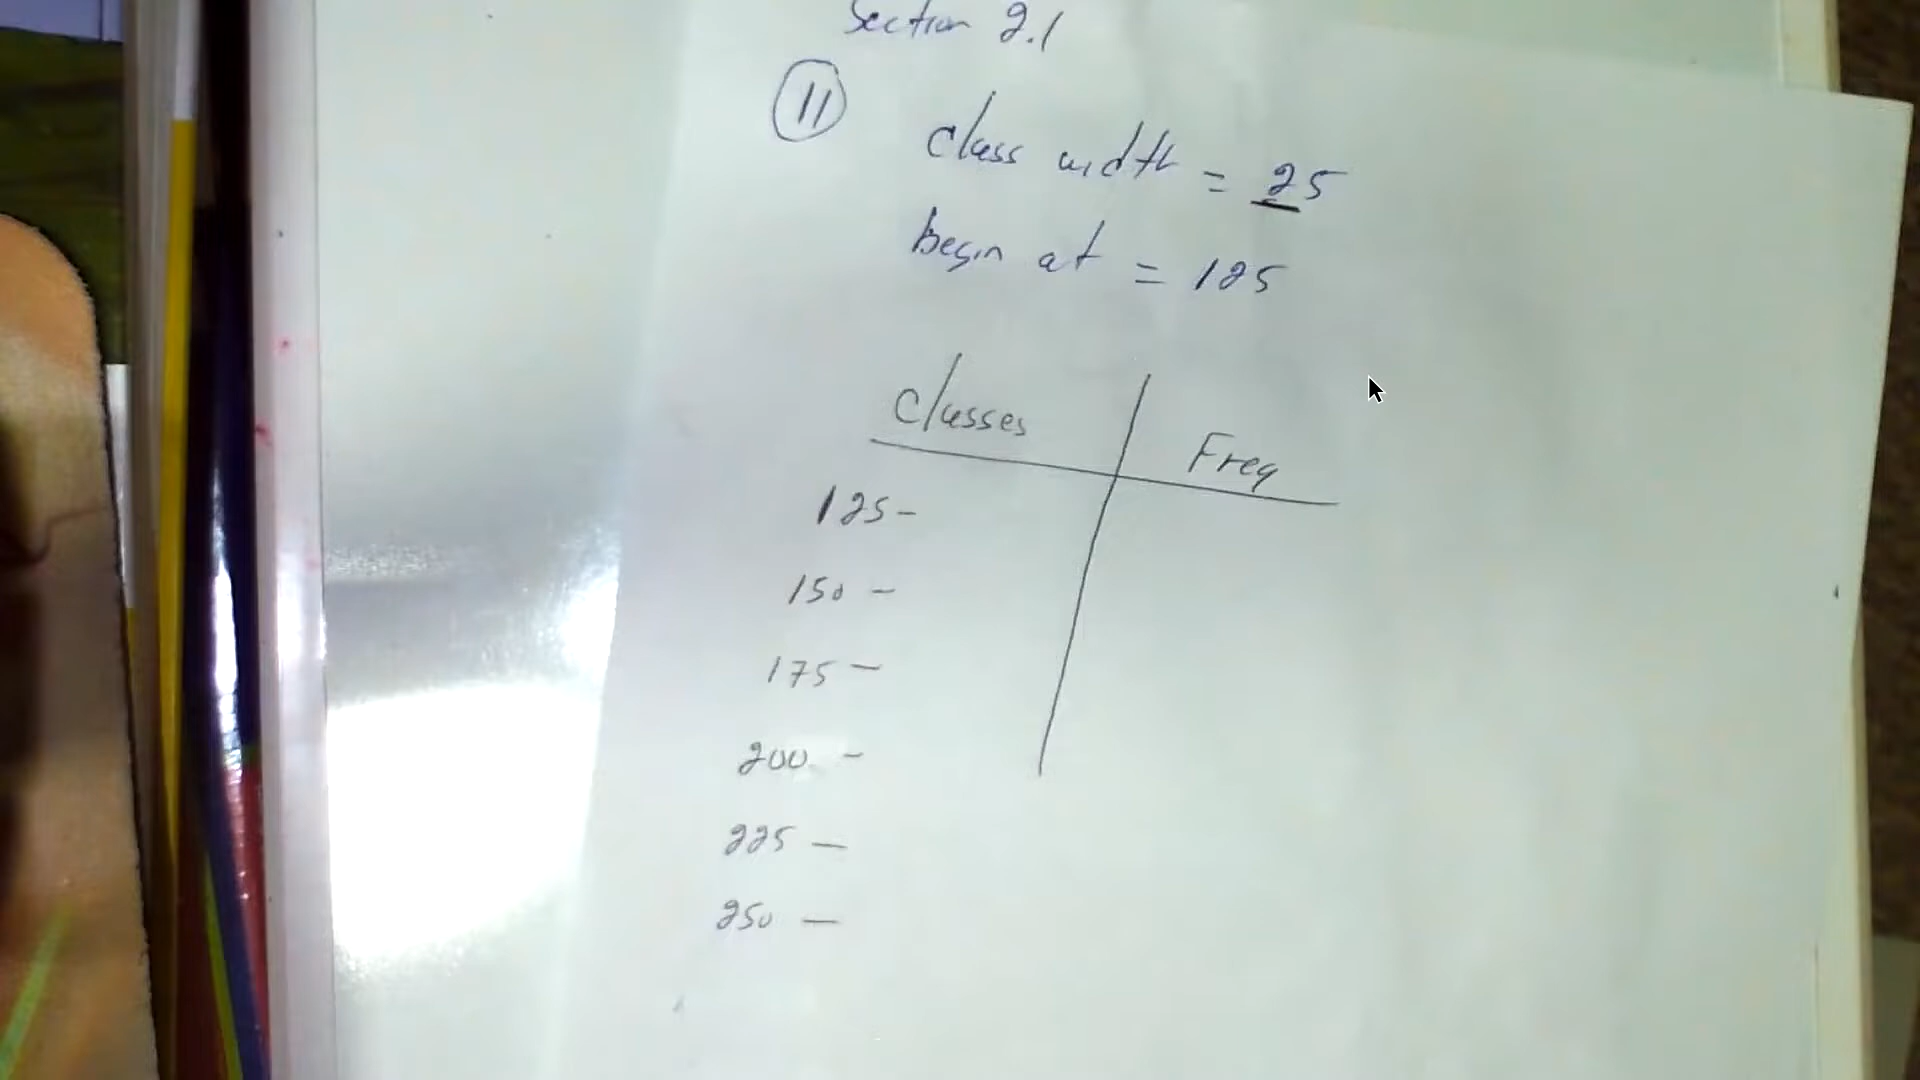 Section 2.1
11
class width = 25
begin at = 125
Classes Freq
125-
150 -
175 -
200 -
225 -
250 -